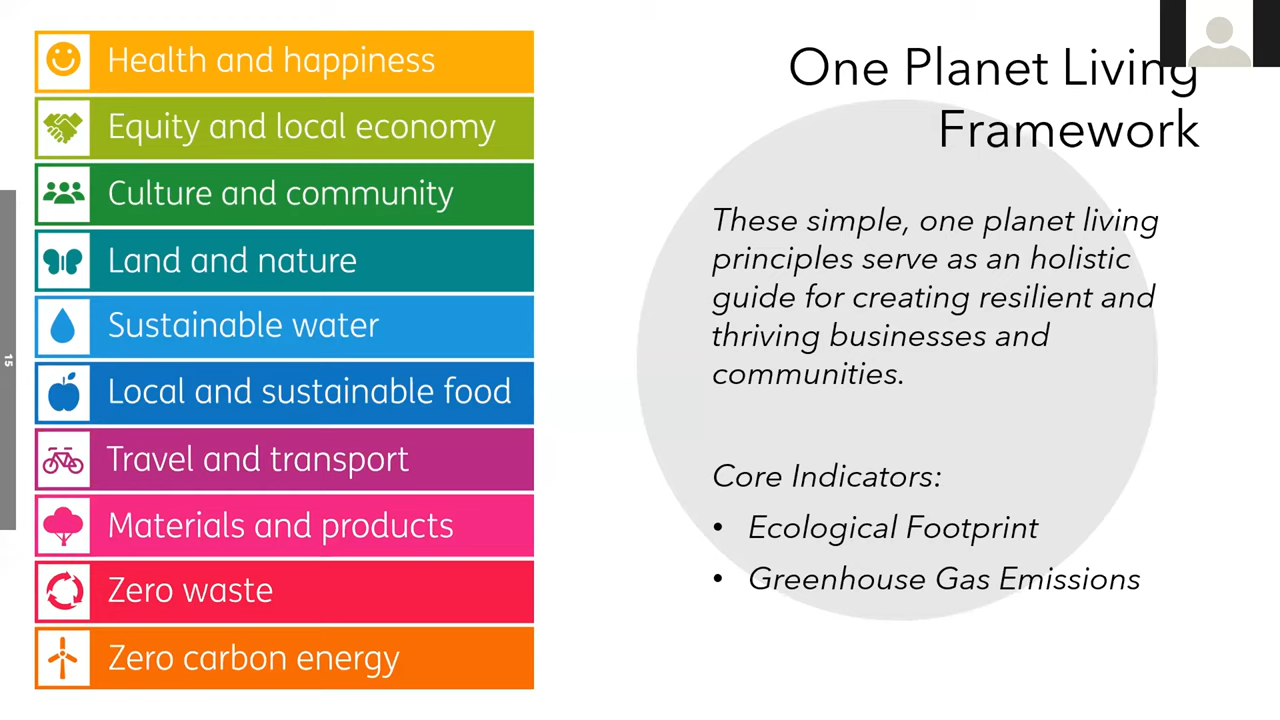 Health and happiness
Equity and local economy
Culture and community
Land and nature
Sustainable water
Local and sustainable food
Travel and transport
Materials and products
Zero waste
Zero carbon energy
15
One Planet Living
Framework
These simple, one planet living
principles serve as an holistic
guide for creating resilient and
thriving businesses and
communities.
Core Indicators:
• Ecological Footprint
• Greenhouse Gas Emissions